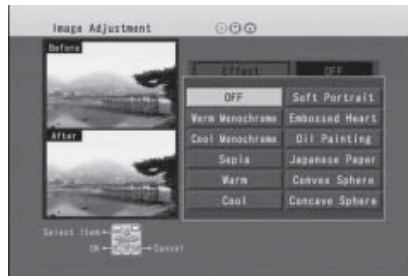 Image Adjustment
Before
Effect OFF
OFF Soft Portrait
Warm Monochrome Embossed Heart
Cool Monochrome Oil Painting
After
Sepia Japanese Paper
Warm Convex Sphere
Cool Concave Sphere
Select Item
OK Cancel